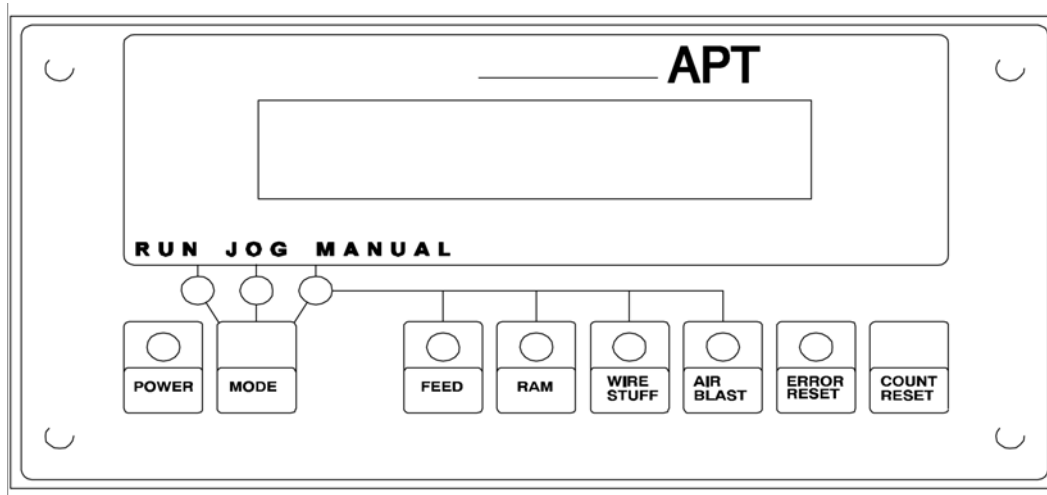 APT
RUN JOG MANUAL
POWER
MODE
FEED
RAM
WIRE
STUFF
AIR
BLAST
ERROR
RESET
COUNT
RESET